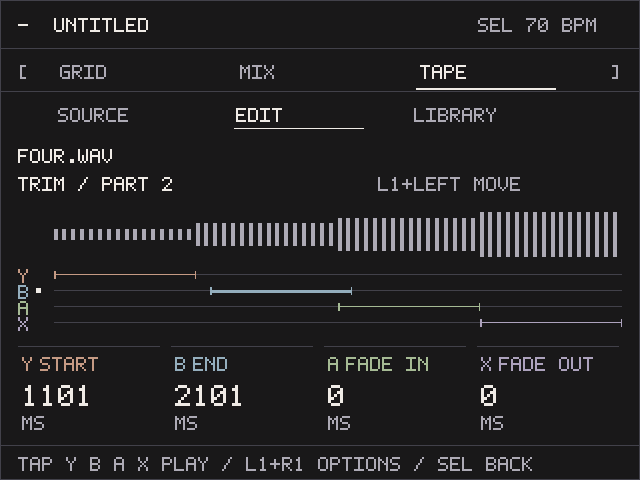 — UNTITLED SEL 70 BPM
[ GRID MIX TAPE ]
SOURCE EDIT LIBRARY
FOUR.WAV
TRIM / PART 2 L1+LEFT MOVE
Y
B
A
X
Y START B END A FADE IN X FADE OUT
1101 2101 0 0
MS MS MS MS
TAP Y B A X PLAY / L1+R1 OPTIONS / SEL BACK